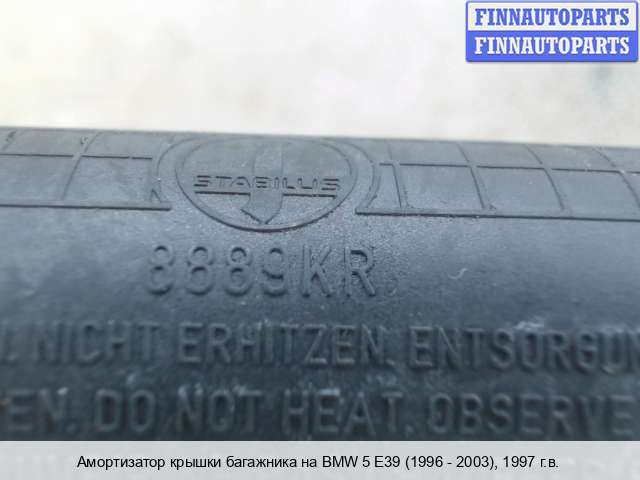 FINNAUTOPARTS
FINNAUTOPARTS
STABILUS
8889KR
NICHT ERHITZEN. ENTSORGUN
TEN. DO NOT HEAT. OBSERVE
Амортизатор крышки багажника на BMW 5 E39 (1996 - 2003), 1997 г.в.